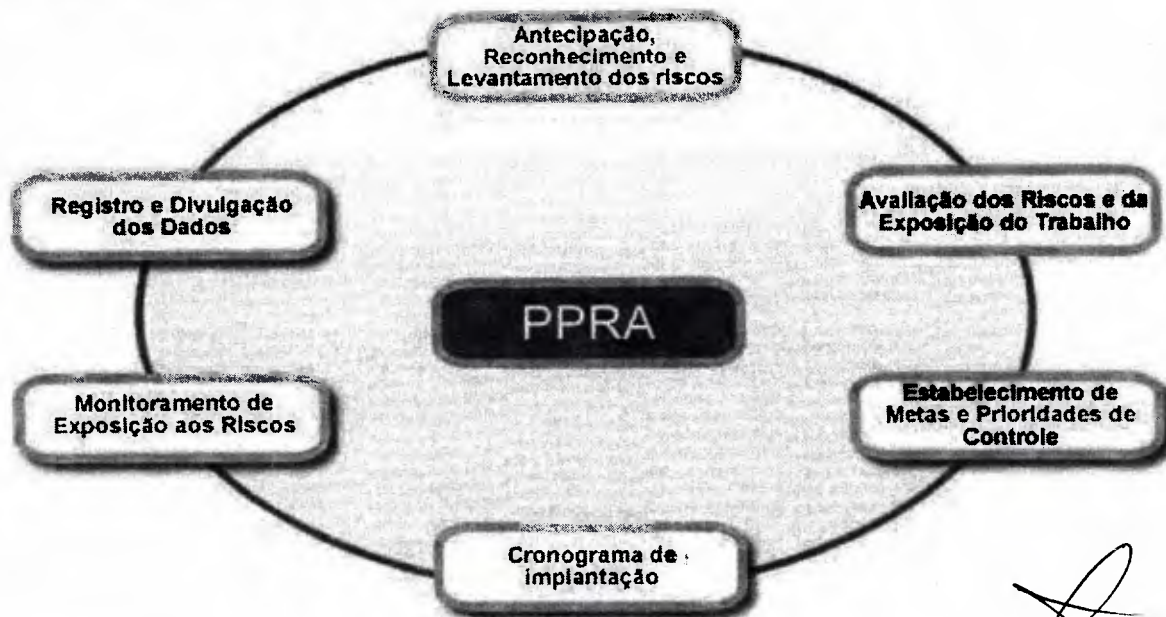 Antecipação,
Reconhecimento e
Levantamento dos riscos
Avaliação dos Riscos e da
Exposição do Trabalho
Estabelecimento de
Metas e Prioridades de
Controle
Cronograma de
implantação
Monitoramento de
Exposição aos Riscos
Registro e Divulgação
dos Dados
PPRA